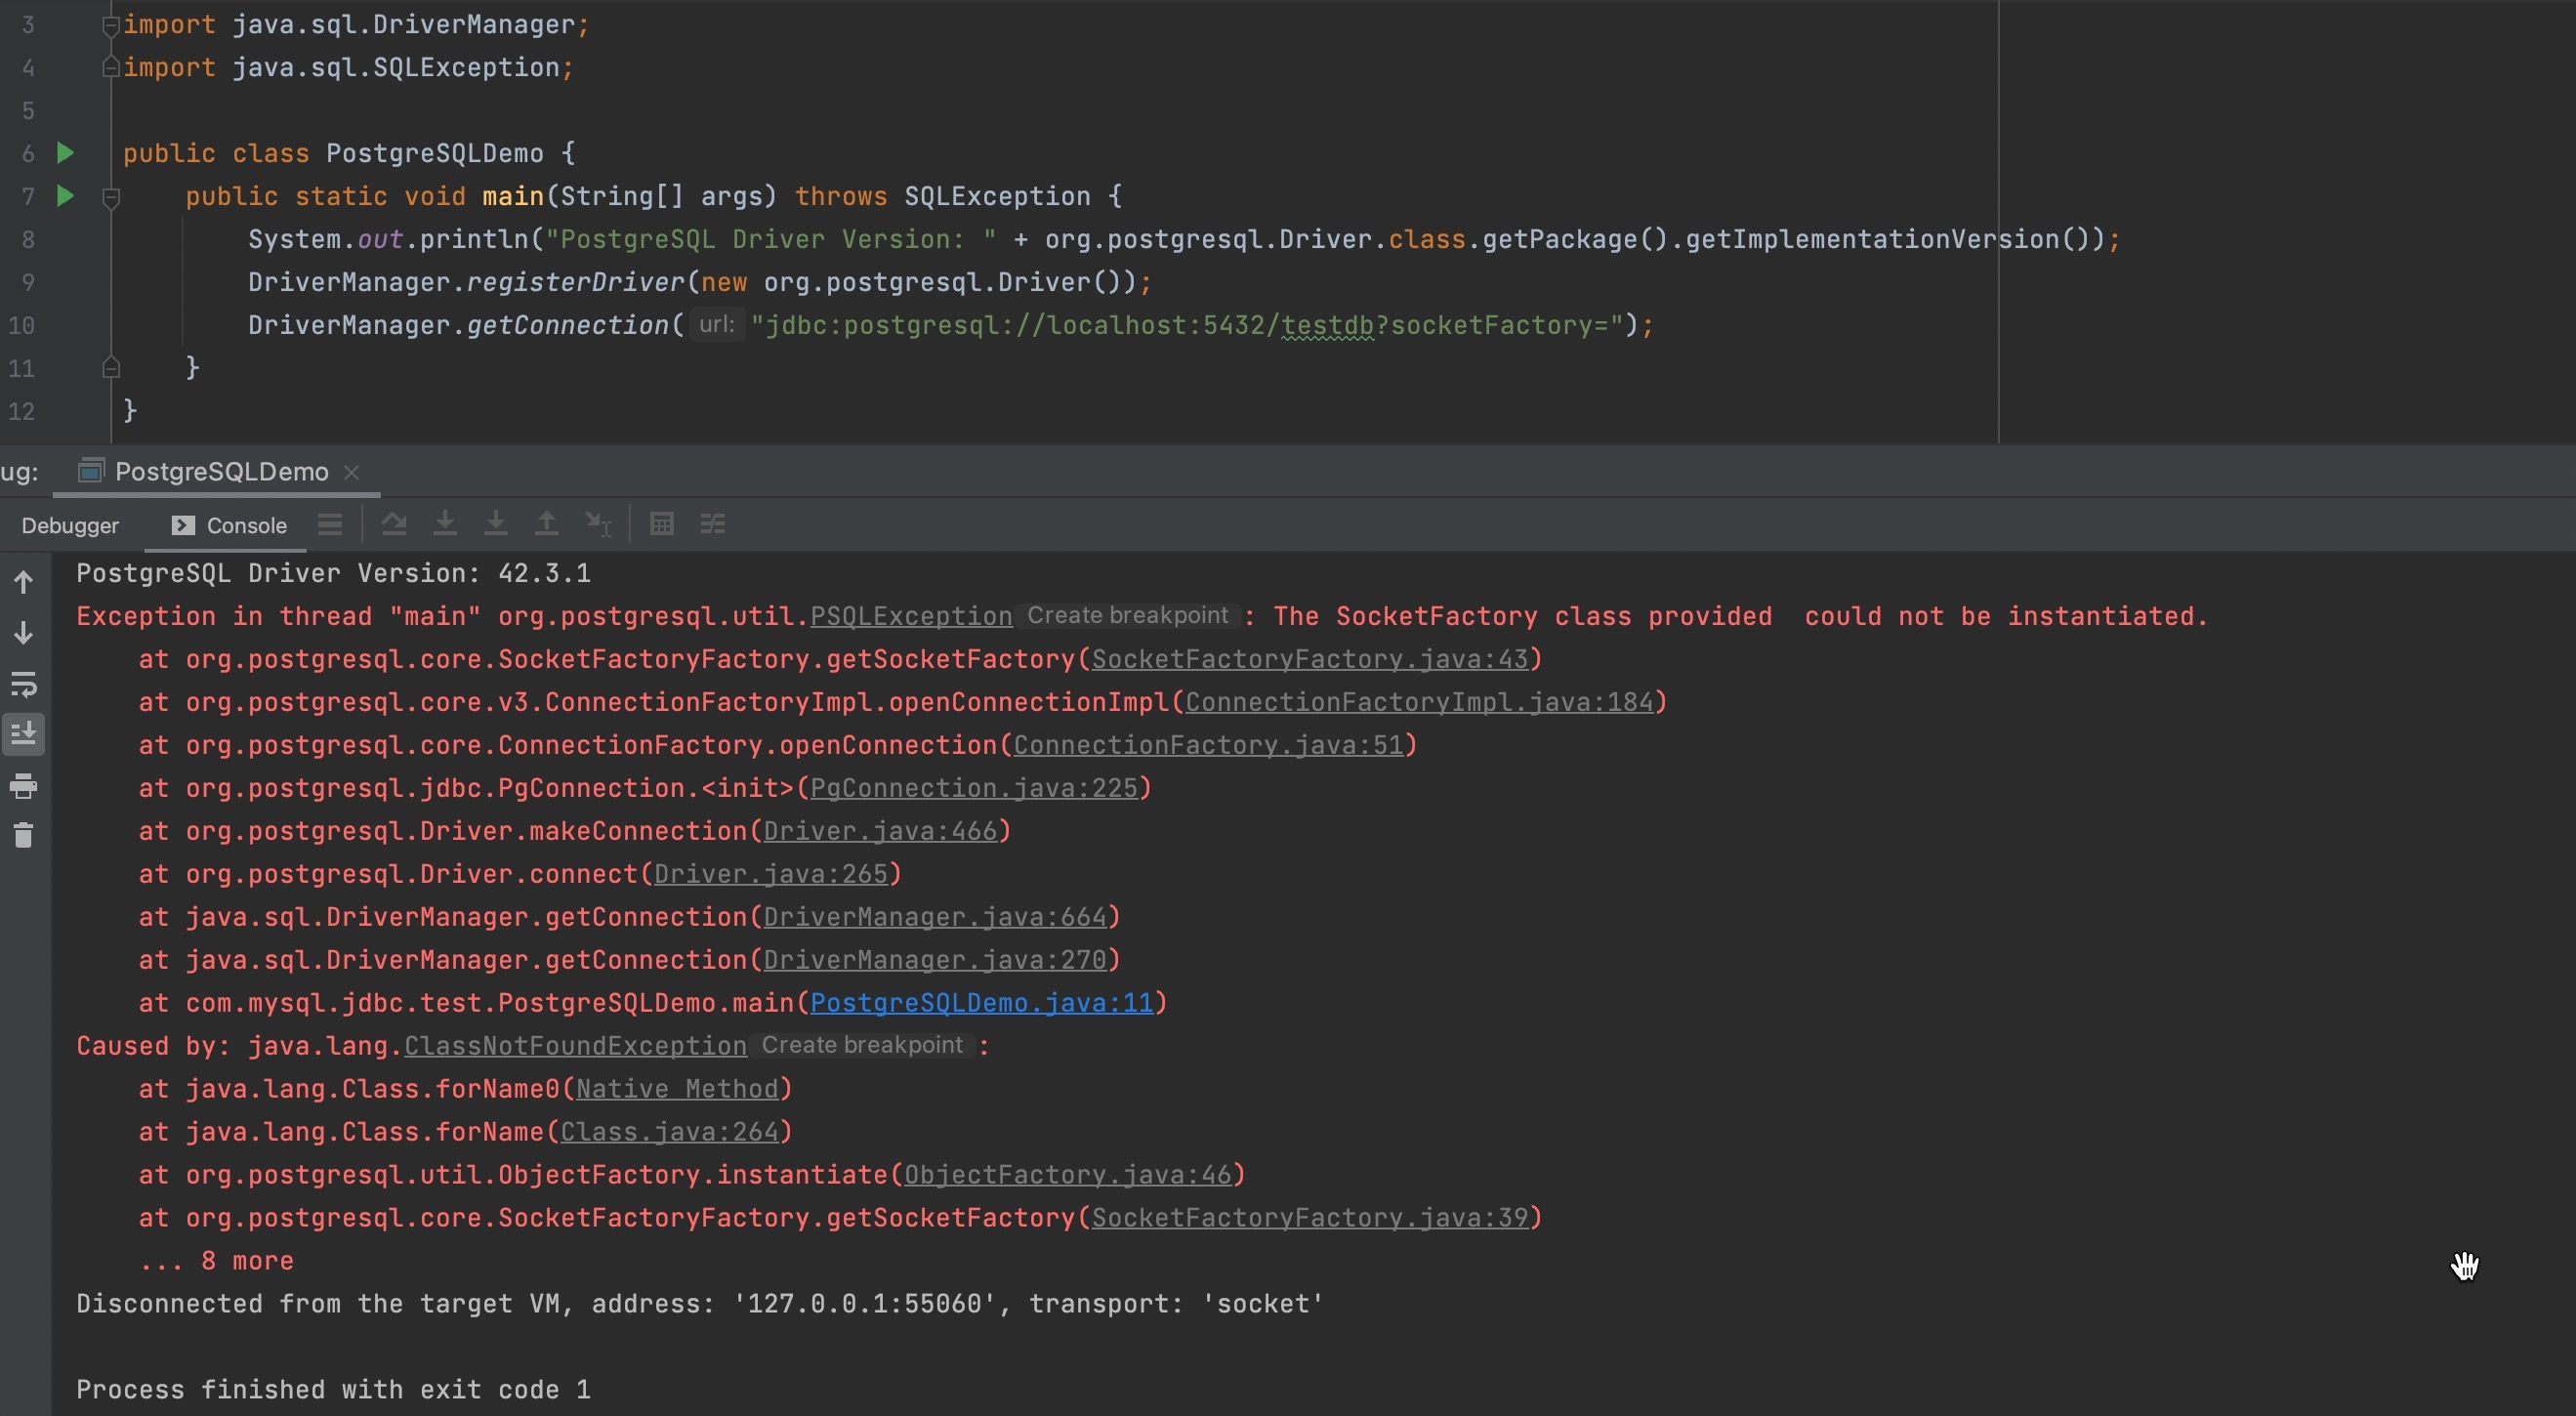 3 import java.sql.DriverManager;
4 import java.sql.SQLException;
5
6 public class PostgreSQLDemo {
7 public static void main(String[] args) throws SQLException {
8 System.out.println("PostgreSQL Driver Version: " + org.postgresql.Driver.class.getPackage().getImplementationVersion());
9 DriverManager.registerDriver(new org.postgresql.Driver());
10 DriverManager.getConnection( url: "jdbc:postgresql://localhost:5432/testdb?socketFactory=");
11 }
12 }
ug: PostgreSQLDemo
Debugger Console
PostgreSQL Driver Version: 42.3.1
Exception in thread "main" org.postgresql.util.PSQLException Create breakpoint : The SocketFactory class provided  could not be instantiated.
at org.postgresql.core.SocketFactoryFactory.getSocketFactory(SocketFactoryFactory.java:43)
at org.postgresql.core.v3.ConnectionFactoryImpl.openConnectionImpl(ConnectionFactoryImpl.java:184)
at org.postgresql.core.ConnectionFactory.openConnection(ConnectionFactory.java:51)
at org.postgresql.jdbc.PgConnection.<init>(PgConnection.java:225)
at org.postgresql.Driver.makeConnection(Driver.java:466)
at org.postgresql.Driver.connect(Driver.java:265)
at java.sql.DriverManager.getConnection(DriverManager.java:664)
at java.sql.DriverManager.getConnection(DriverManager.java:270)
at com.mysql.jdbc.test.PostgreSQLDemo.main(PostgreSQLDemo.java:11)
Caused by: java.lang.ClassNotFoundException Create breakpoint :
at java.lang.Class.forName0(Native Method)
at java.lang.Class.forName(Class.java:264)
at org.postgresql.util.ObjectFactory.instantiate(ObjectFactory.java:46)
at org.postgresql.core.SocketFactoryFactory.getSocketFactory(SocketFactoryFactory.java:39)
... 8 more
Disconnected from the target VM, address: '127.0.0.1:55060', transport: 'socket'
Process finished with exit code 1